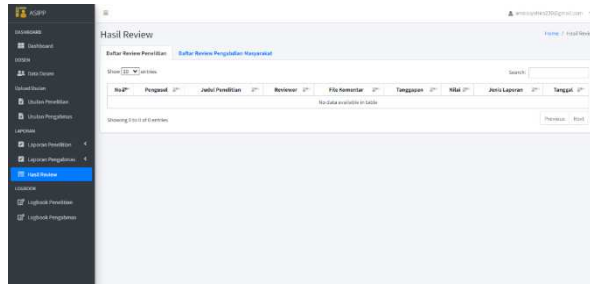 ASIPP
DASHBOARD
Dashboard
DOSEN
Data Dosen
Upload Usulan
Usulan Penelitian
Usulan Pengabmas
LAPORAN
Laporan Penelitian
Laporan Pengabmas
Hasil Review
LOGBOOK
Logbook Penelitian
Logbook Pengabmas
Hasil Review
Home / Hasil Review
Daftar Review Penelitian Daftar Review Pengabdian Masyarakat
Show 10 entries
Search:
No Pengusul Judul Penelitian Reviewer File Komentar Tanggapan Nilai Jenis Laporan Tanggal
No data available in table
Showing 0 to 0 of 0 entries
Previous Next